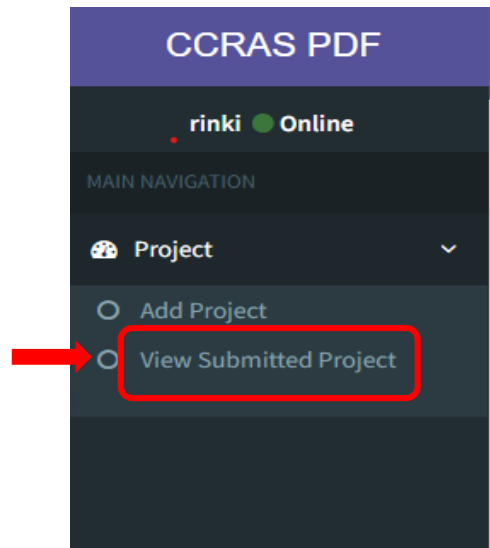 CCRAS PDF
rinki Online
MAIN NAVIGATION
Project
Add Project
View Submitted Project